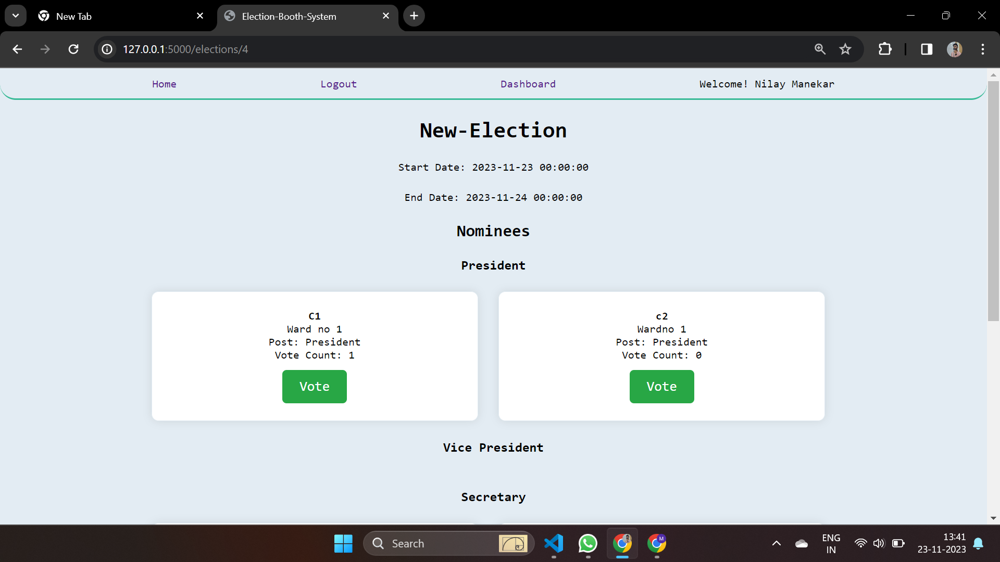 New Tab
Election-Booth-System
127.0.0.1:5000/elections/4
Home Logout Dashboard Welcome! Nilay Manekar
New-Election
Start Date: 2023-11-23 00:00:00
End Date: 2023-11-24 00:00:00
Nominees
President
C1
Ward no 1
Post: President
Vote Count: 1
Vote
c2
Wardno 1
Post: President
Vote Count: 0
Vote
Vice President
Secretary
Search
M
ENG
IN
13:41
23-11-2023